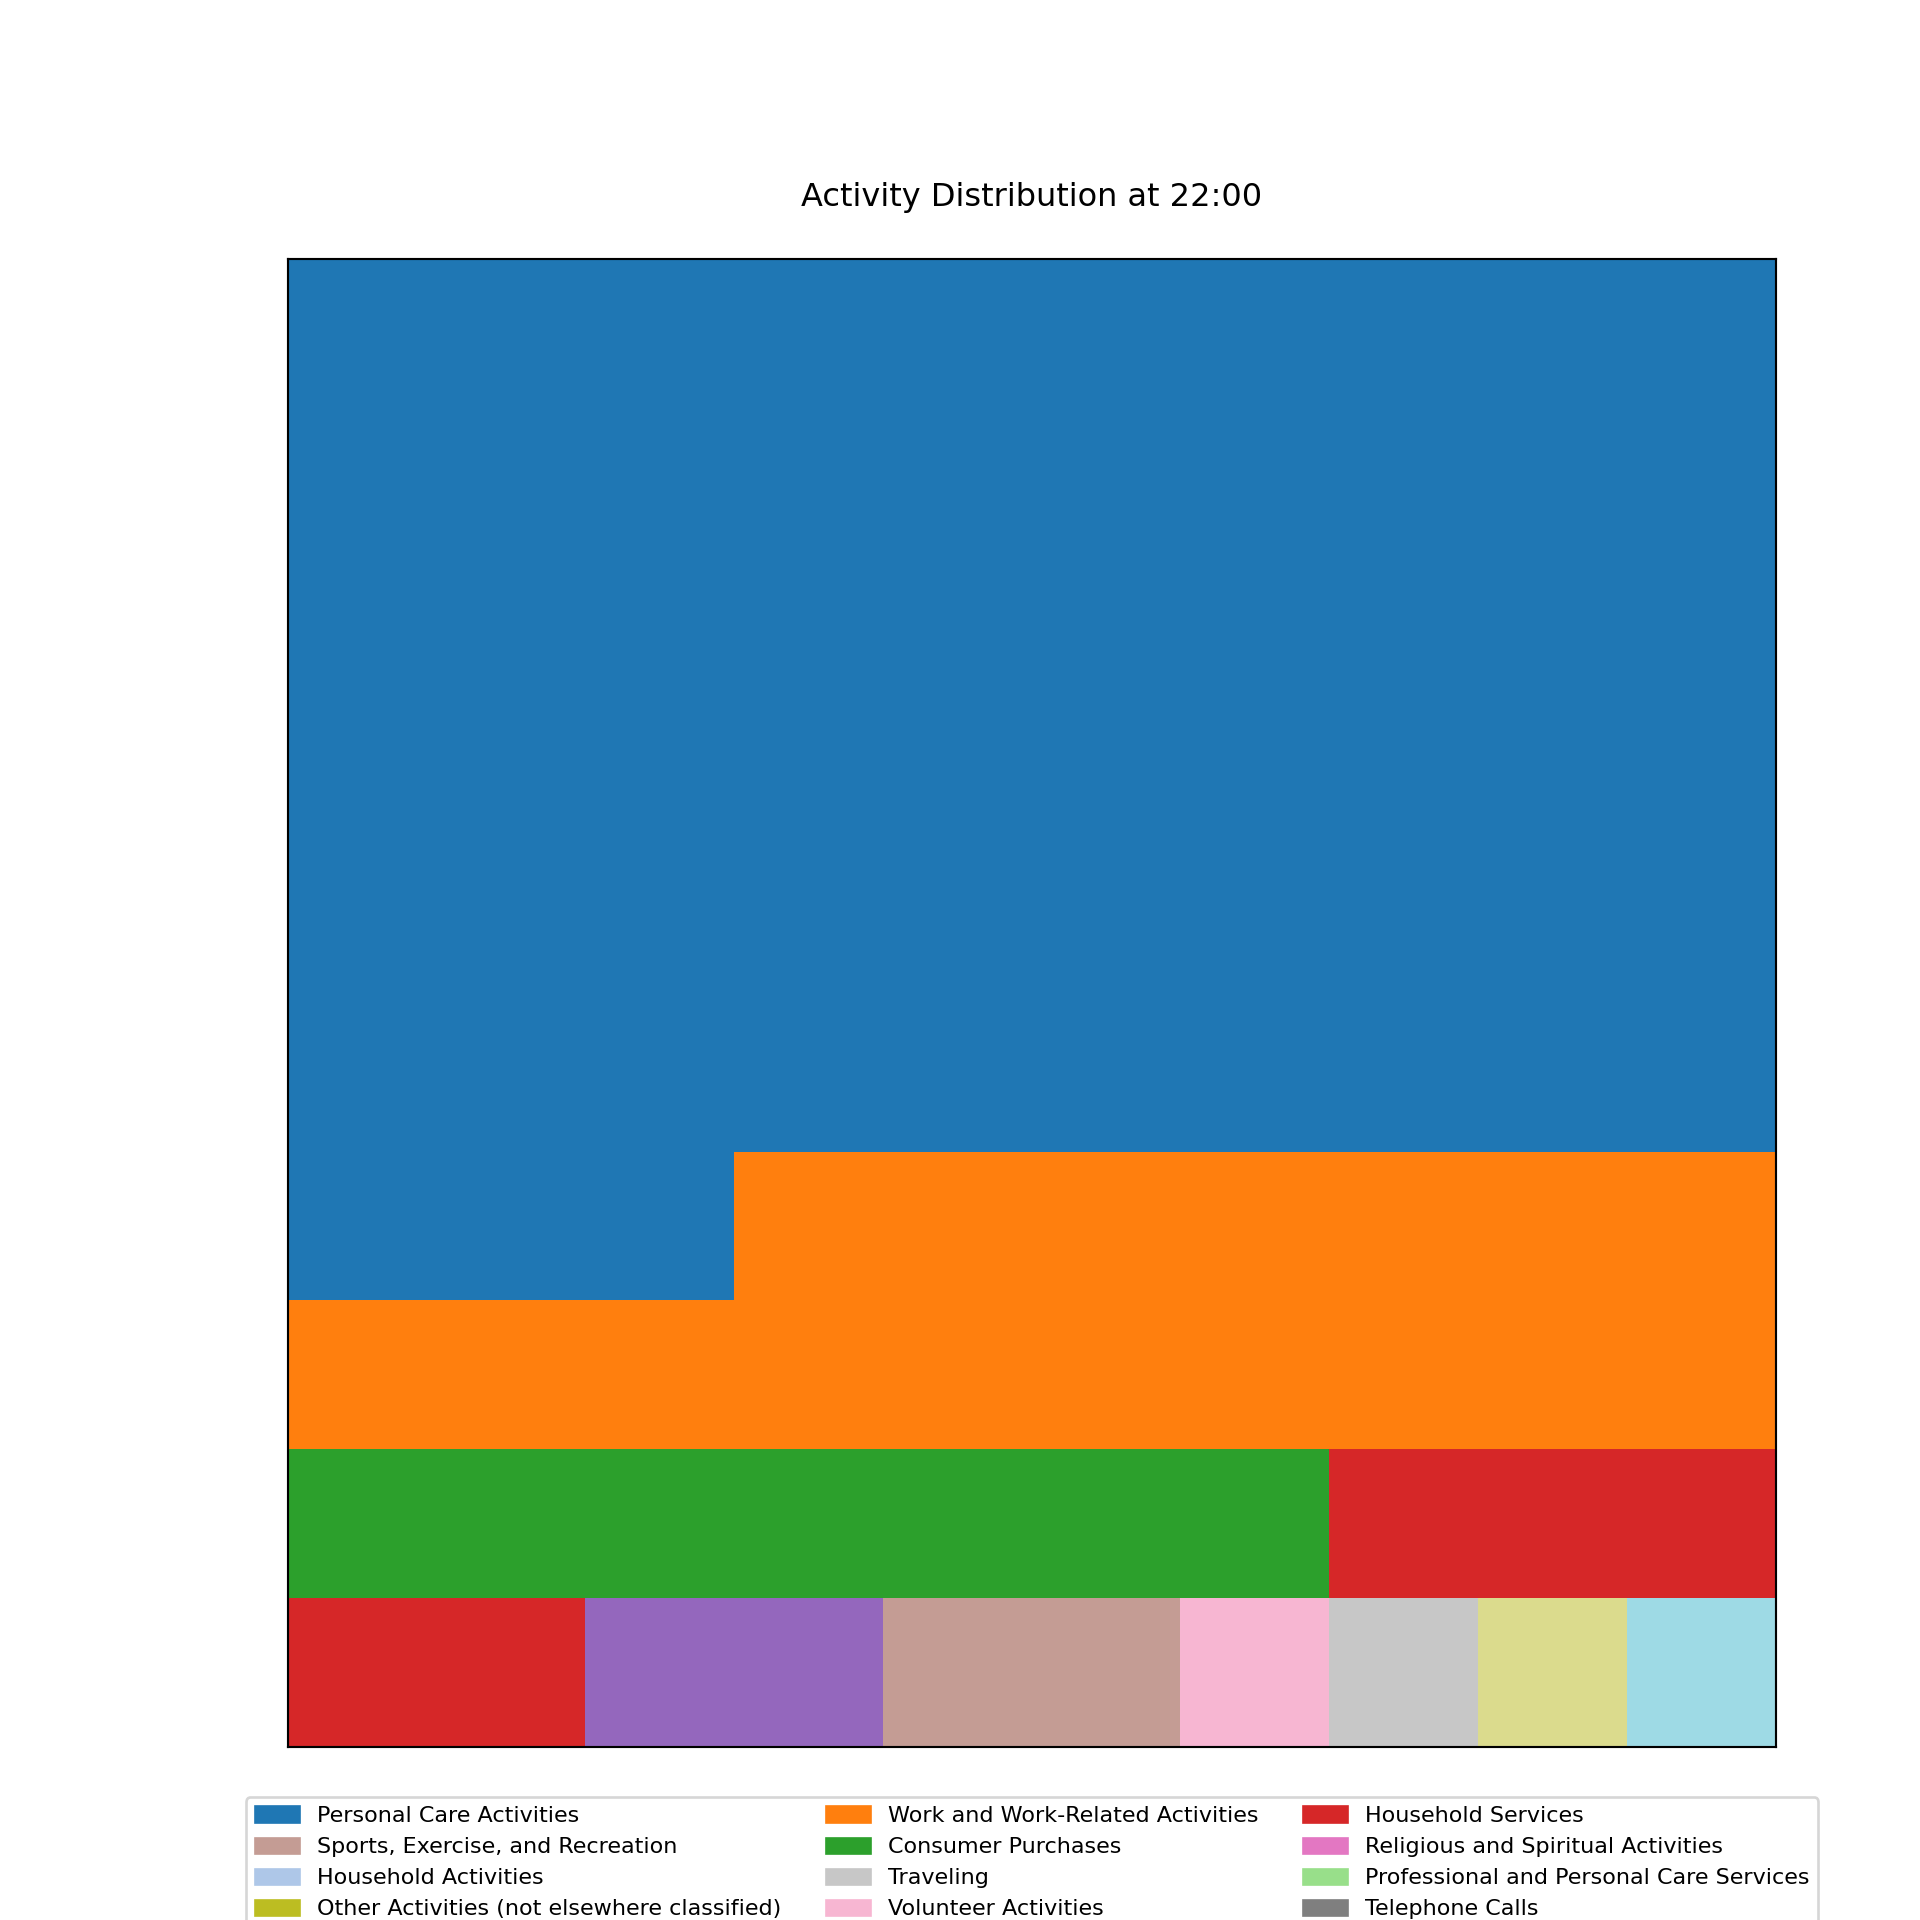 Activity Distribution at 22:00
Personal Care Activities
Work and Work-Related Activities
Household Services
Sports, Exercise, and Recreation
Consumer Purchases
Religious and Spiritual Activities
Household Activities
Traveling
Professional and Personal Care Services
Other Activities (not elsewhere classified)
Volunteer Activities
Telephone Calls